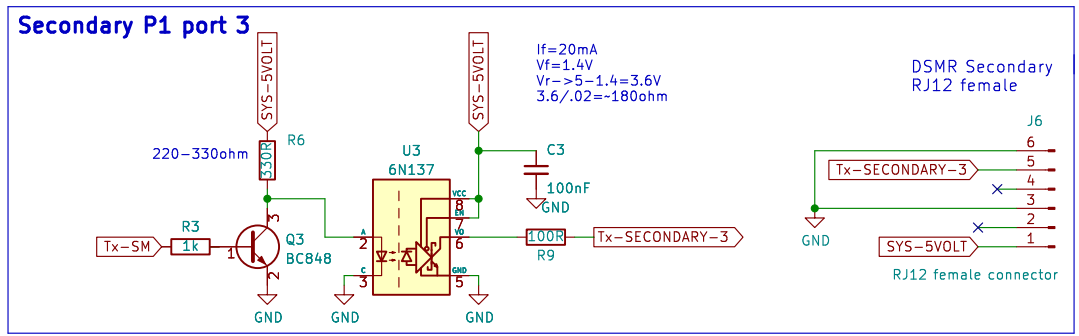 Secondary P1 port 3
SYS-5VOLT
R6
330R
220-330ohm
Tx-SM
R3
1k
1
3
Q3
BC848
2
GND
SYS-5VOLT
If=20mA
Vf=1.4V
Vr->5-1.4=3.6V
3.6/.02=~180ohm
U3
6N137
C3
100nF
GND
VCC
8
EN
7
A
2
VO
6
C
3
GND
5
GND
GND
100R
R9
Tx-SECONDARY-3
DSMR Secondary
RJ12 female
J6
6
Tx-SECONDARY-3
5
4
3
GND
2
SYS-5VOLT
1
RJ12 female connector